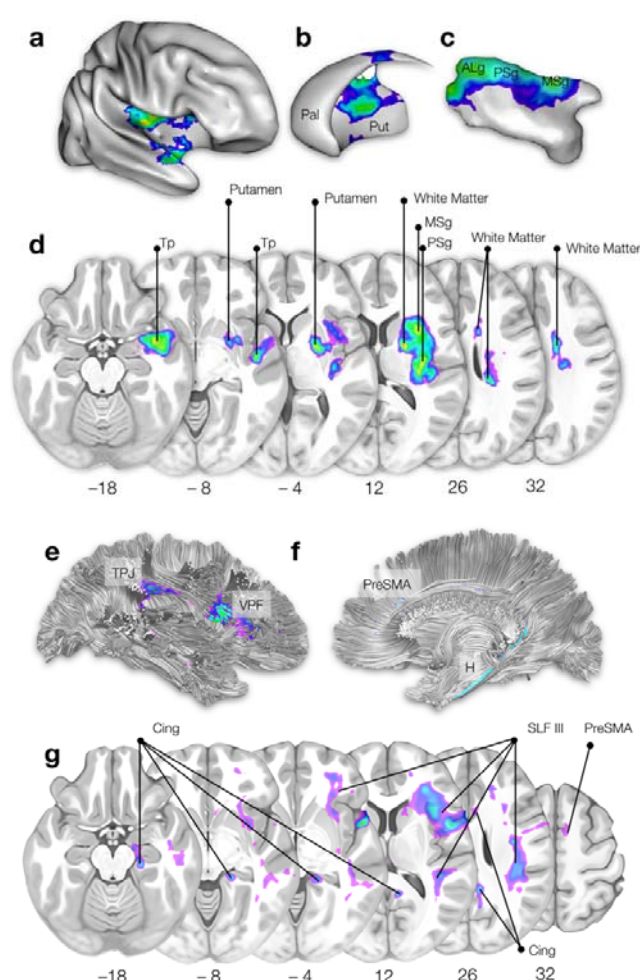 a
b
c
ALg
PSg
MSg
Pal
Put
Putamen
Putamen
White Matter
MSg
PSg
White Matter
White Matter
d
Tp
Tp
−18
− 8
− 4
12
26
32
e
f
TPJ
VPF
PreSMA
H
Cing
SLF III
PreSMA
g
Cing
−18
− 8
− 4
12
26
32